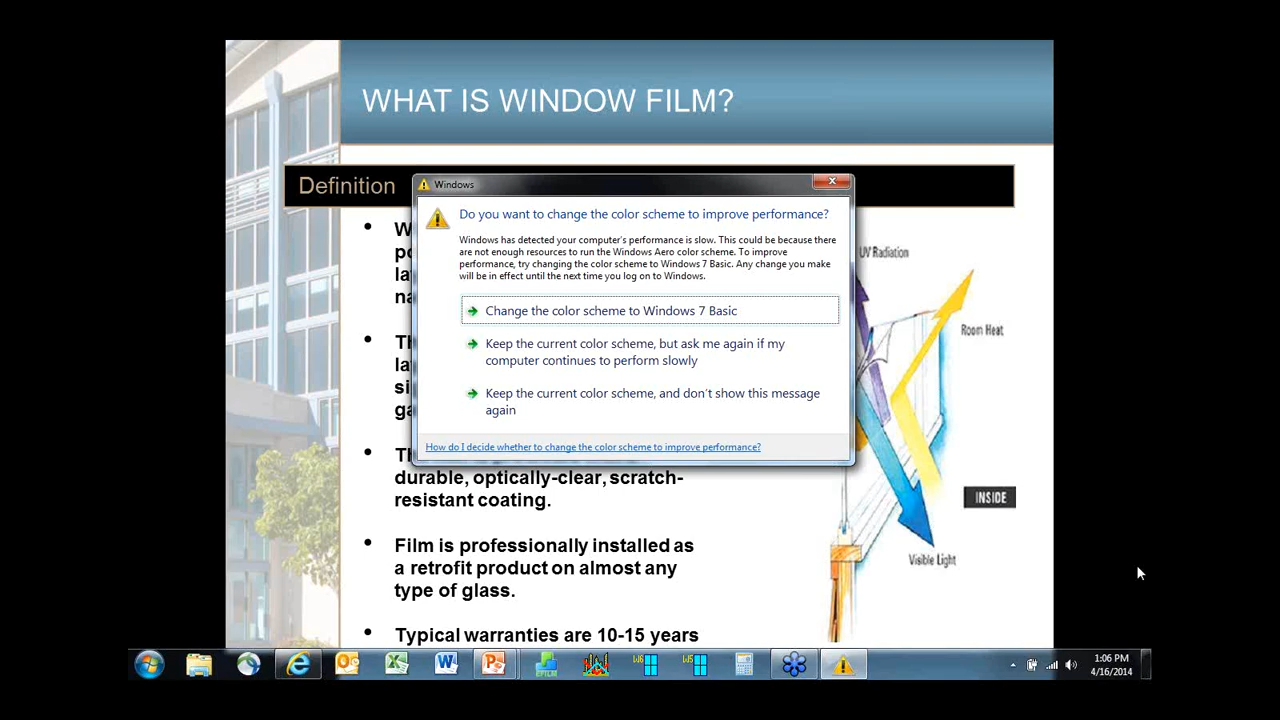 WHAT IS WINDOW FILM?
Definition
Windows
Do you want to change the color scheme to improve performance?
Windows has detected your computer's performance is slow. This could be because there
are not enough resources to run the Windows Aero color scheme. To improve
performance, try changing the color scheme to Windows 7 Basic. Any change you make
will be in effect until the next time you log on to Windows.
Change the color scheme to Windows 7 Basic
Keep the current color scheme, but ask me again if my
computer continues to perform slowly
Keep the current color scheme, and don't show this message
again
How do I decide whether to change the color scheme to improve performance?
durable, optically-clear, scratch-
resistant coating.
Film is professionally installed as
a retrofit product on almost any
type of glass.
Typical warranties are 10-15 years
UV Radiation
Room Heat
INSIDE
Visible Light
1:06 PM
4/16/2014